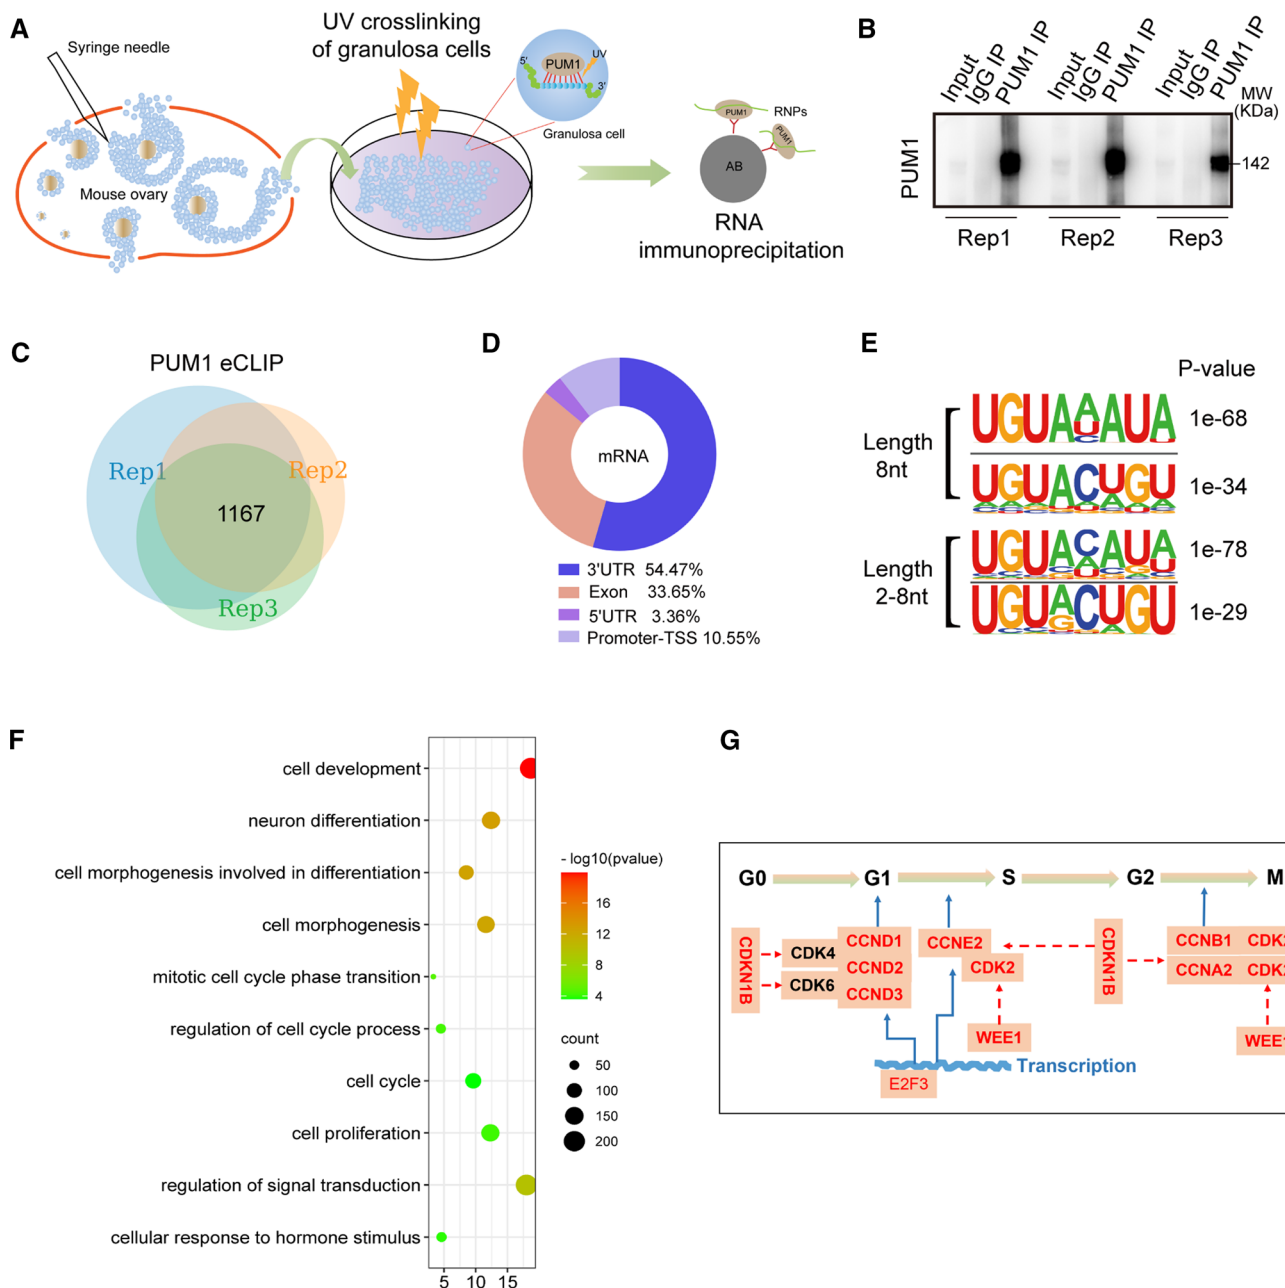 A
Syringe needle
Mouse ovary
UV crosslinking
of granulosa cells
5'
PUM1
UV
3'
Granulosa cell
PUM1
RNPs
PUM1
AB
RNA
immunoprecipitation
B
Input
IgG IP
PUM1 IP
Input
IgG IP
PUM1 IP
Input
IgG IP
PUM1 IP
MW
(KDa)
PUM1
142
Rep1
Rep2
Rep3
C
PUM1 eCLIP
Rep1
Rep2
1167
Rep3
D
mRNA
3'UTR 54.47%
Exon 33.65%
5'UTR 3.36%
Promoter-TSS 10.55%
E
P-value
Length
8nt
UGUAAAUA
1e-68
UGUACUGU
1e-34
Length
2-8nt
UGUACAUA
1e-78
UGUACUGU
1e-29
F
cell development
neuron differentiation
cell morphogenesis involved in differentiation
cell morphogenesis
mitotic cell cycle phase transition
regulation of cell cycle process
cell cycle
cell proliferation
regulation of signal transduction
cellular response to hormone stimulus
5 10 15
- log10(pvalue)
16
12
8
4
count
50
100
150
200
G
G0 G1 S G2 M
CDKN1B
CDK4
CDK6
CCND1
CCND2
CCND3
CCNE2
CDK2
WEE1
E2F3
Transcription
CDKN1B
CCNB1
CCNA2
WEE1